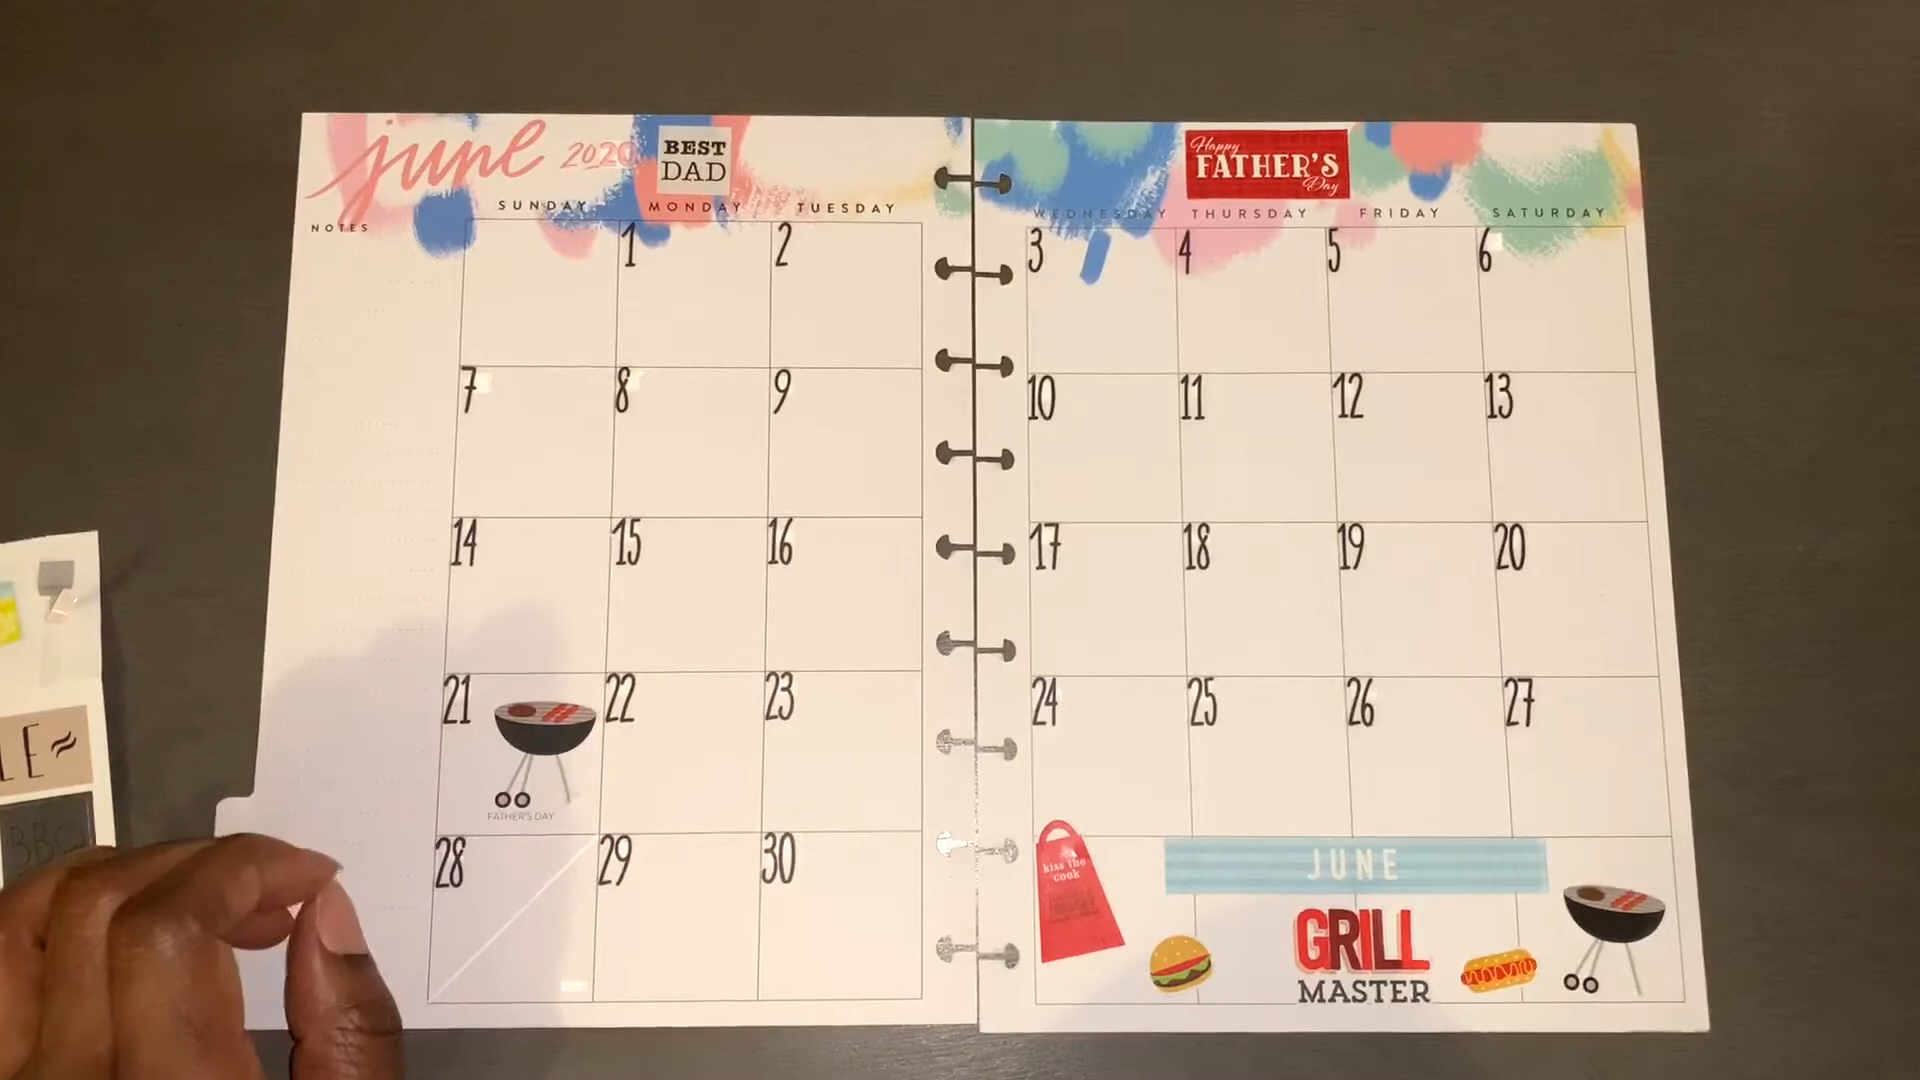 june 2020
BEST
DAD
Happy
FATHER'S
Day
SUNDAY MONDAY TUESDAY
WEDNESDAY THURSDAY FRIDAY SATURDAY
NOTES
1 2
3 4 5 6
7 8 9
10 11 12 13
14 15 16
17 18 19 20
21 22 23
24 25 26 27
FATHER'S DAY
28 29 30
kiss the
cook
JUNE
GRILL
MASTER
LE